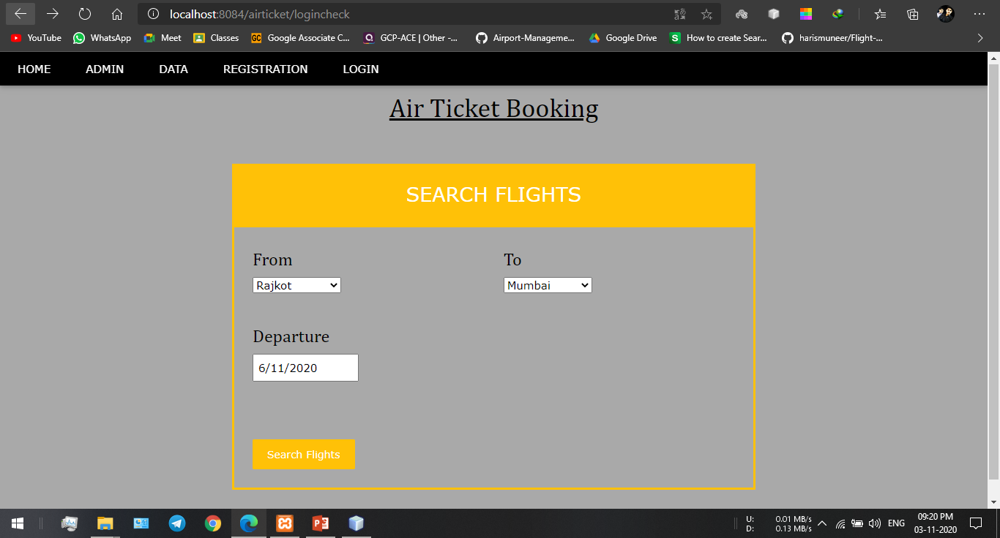 localhost:8084/airticket/logincheck
YouTube WhatsApp Meet Classes Google Associate C... GCP-ACE | Other -... Airport-Manageme... Google Drive How to create Sear... harismuneer/Flight-...
HOME ADMIN DATA REGISTRATION LOGIN
Air Ticket Booking
SEARCH FLIGHTS
From To
Rajkot Mumbai
Departure
6/11/2020
Search Flights
U: 0.01 MB/s
D: 0.13 MB/s
ENG
09:20 PM
03-11-2020